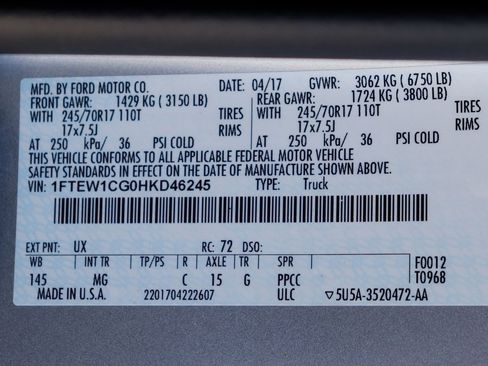 MFD. BY FORD MOTOR CO. DATE: 04/17 GVWR: 3062 KG ( 6750 LB)
FRONT GAWR: 1429 KG ( 3150 LB) REAR GAWR: 1724 KG ( 3800 LB)
WITH 245/70R17 110T TIRES WITH 245/70R17 110T TIRES
17x7.5J RIMS 17x7.5J RIMS
AT 250 kPa/ 36 PSI COLD AT 250 kPa/ 36 PSI COLD
THIS VEHICLE CONFORMS TO ALL APPLICABLE FEDERAL MOTOR VEHICLE
SAFETY STANDARDS IN EFFECT ON THE DATE OF MANUFACTURE SHOWN ABOVE.
VIN: 1FTEW1CG0HKD46245 TYPE: Truck
EXT PNT: UX RC: 72 DSO:
WB INT TR TP/PS R AXLE TR SPR F0012
145 MG C 15 G PPCC T0968
MADE IN U.S.A. 2201704222607 ULC ▽5U5A-3520472-AA